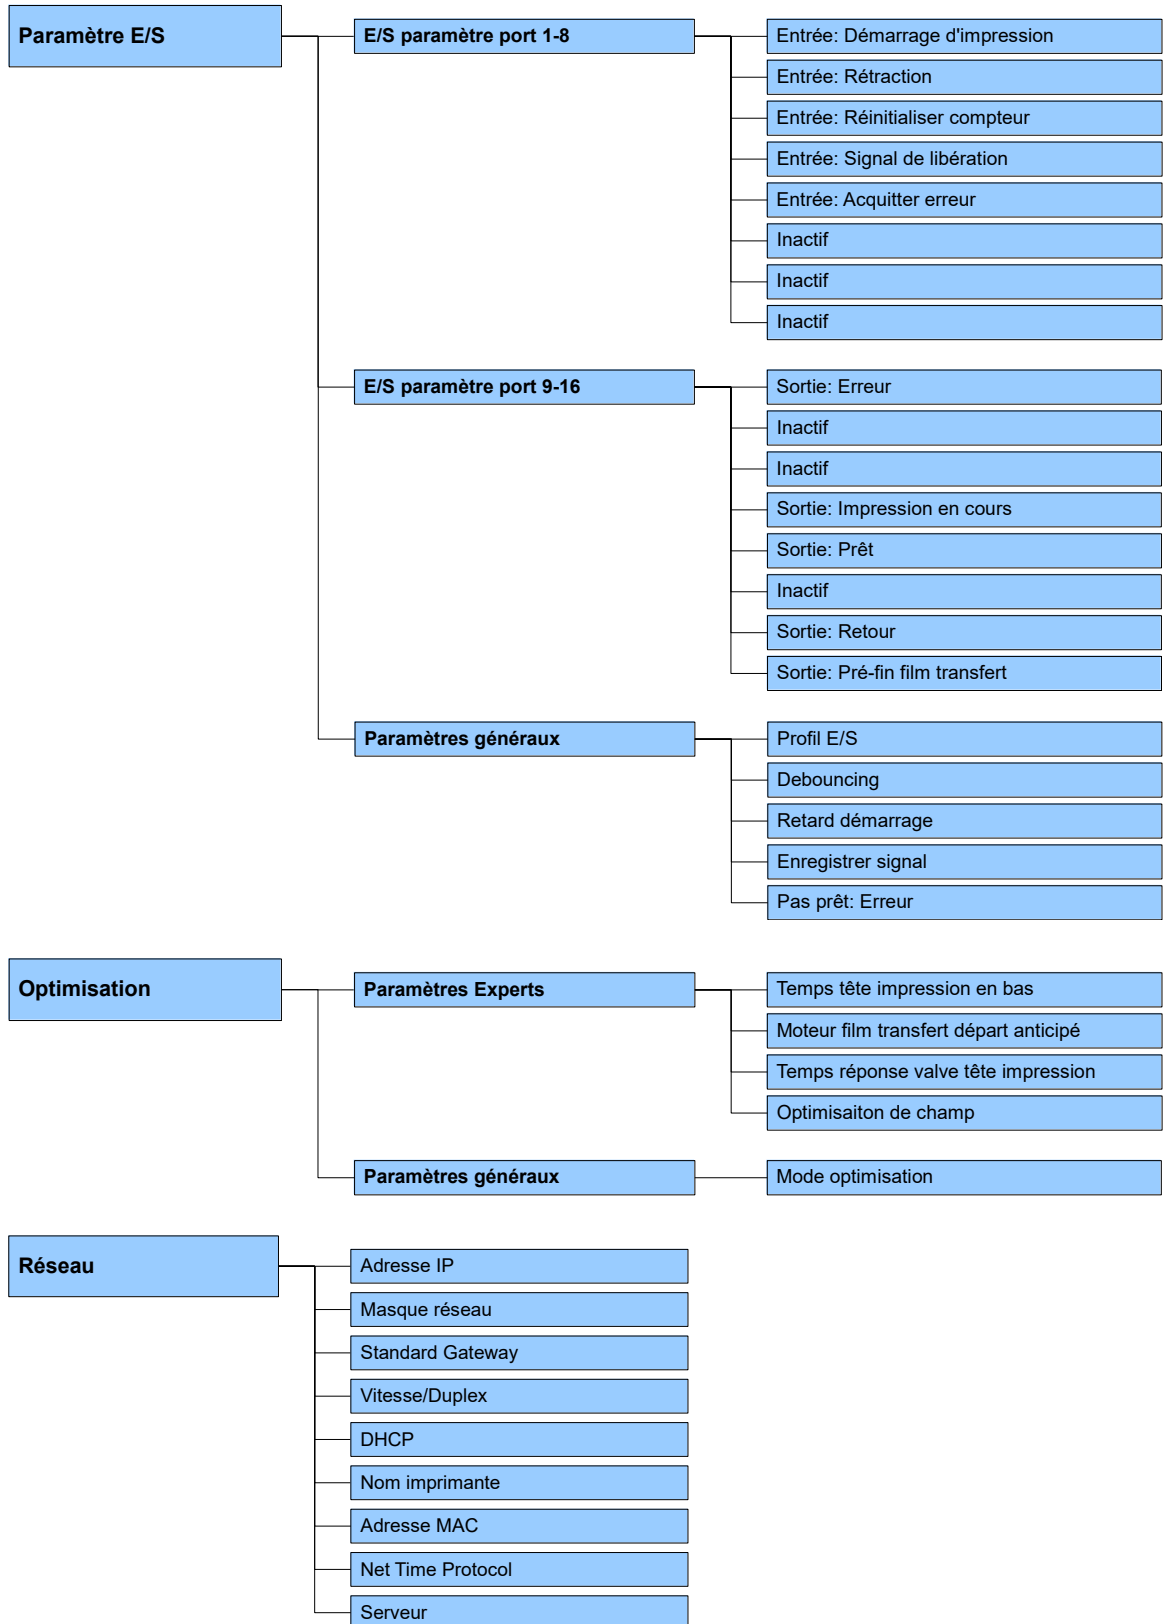 Paramètre E/S
E/S paramètre port 1-8
Entrée: Démarrage d'impression
Entrée: Rétraction
Entrée: Réinitialiser compteur
Entrée: Signal de libération
Entrée: Acquitter erreur
Inactif
Inactif
Inactif
E/S paramètre port 9-16
Sortie: Erreur
Inactif
Inactif
Sortie: Impression en cours
Sortie: Prêt
Inactif
Sortie: Retour
Sortie: Pré-fin film transfert
Paramètres généraux
Profil E/S
Debouncing
Retard démarrage
Enregistrer signal
Pas prêt: Erreur
Optimisation
Paramètres Experts
Temps tête impression en bas
Moteur film transfert départ anticipé
Temps réponse valve tête impression
Optimisaiton de champ
Paramètres généraux
Mode optimisation
Réseau
Adresse IP
Masque réseau
Standard Gateway
Vitesse/Duplex
DHCP
Nom imprimante
Adresse MAC
Net Time Protocol
Serveur